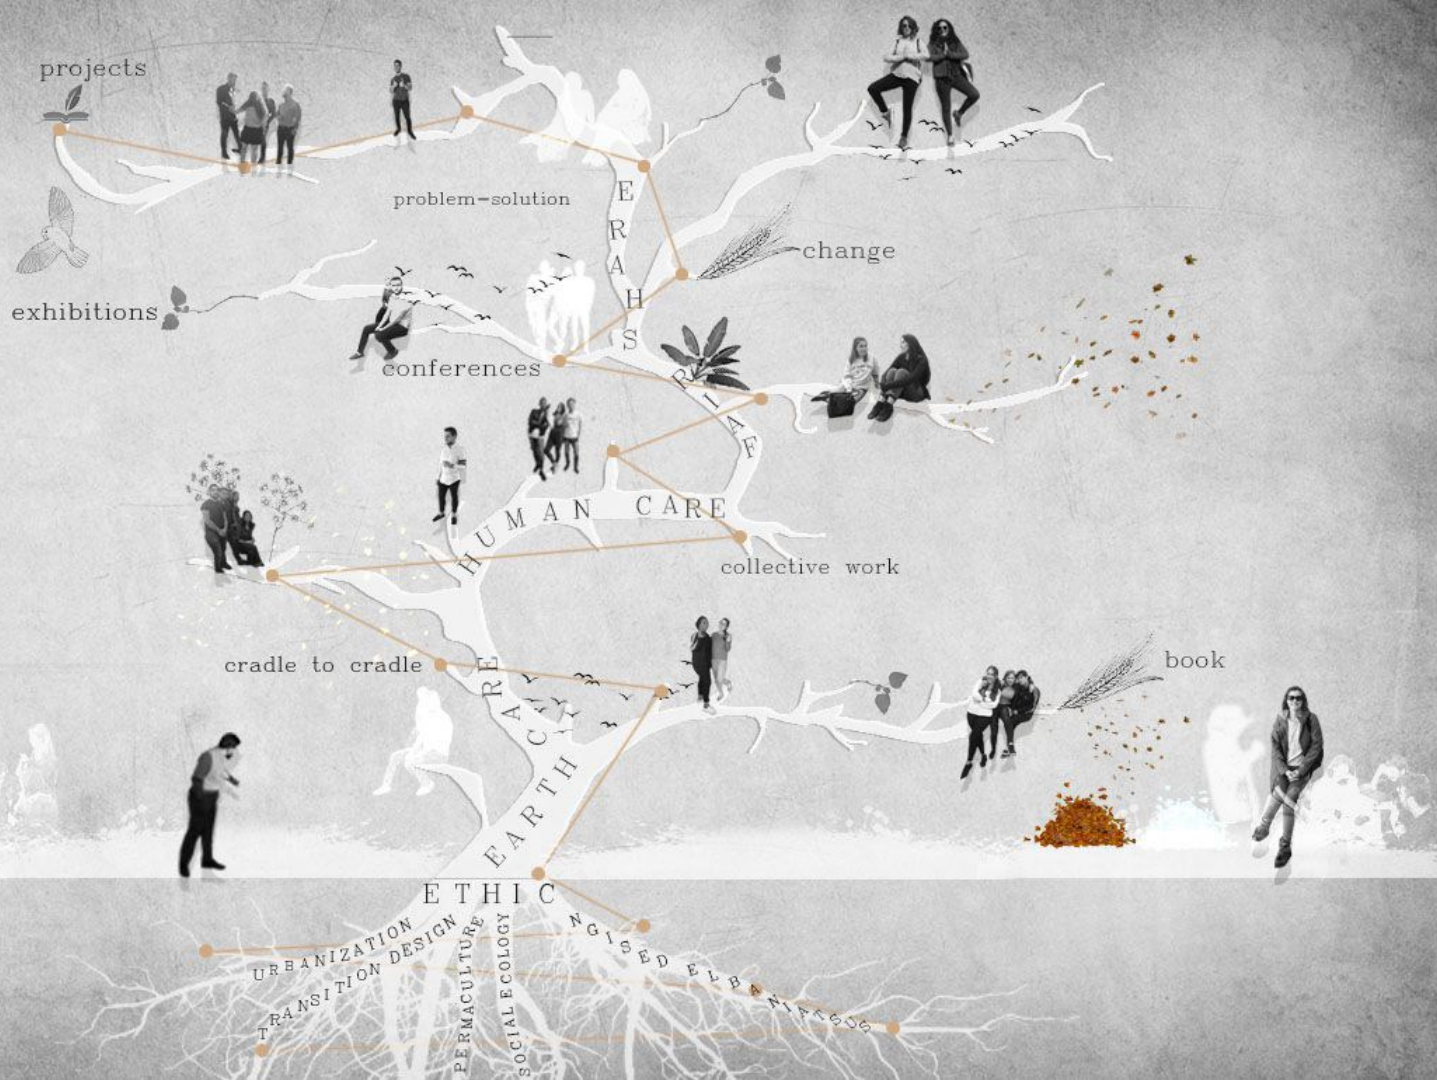 projects
problem-solution
change
exhibitions
conferences
FAIR SHARE
HUMAN CARE
collective work
cradle to cradle
book
EARTH CARE
ETHIC
URBANIZATION
TRANSITION DESIGN
PERMACULTURE
SOCIAL ECOLOGY
SUSTAINABLE DESIGN